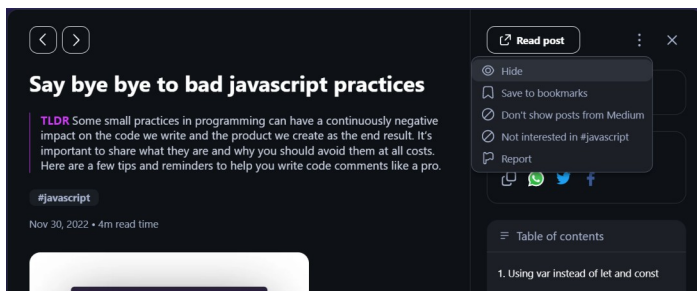 Say bye bye to bad javascript practices
TLDR Some small practices in programming can have a continuously negative
impact on the code we write and the product we create as the end result. It's
important to share what they are and why you should avoid them at all costs.
Here are a few tips and reminders to help you write code comments like a pro.
#javascript
Nov 30, 2022 • 4m read time
Read post
Hide
Save to bookmarks
Don't show posts from Medium
Not interested in #javascript
Report
Table of contents
1. Using var instead of let and const